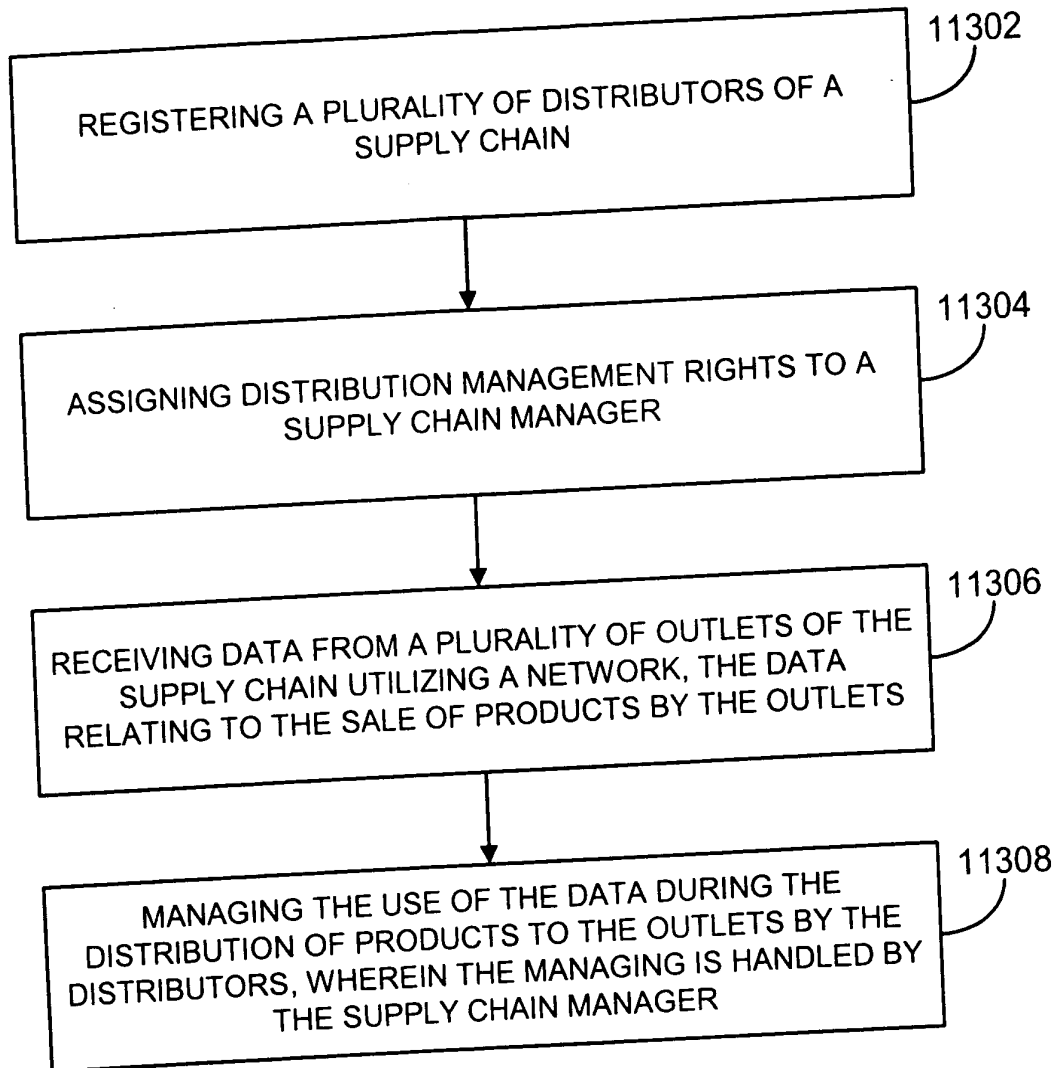 11302
REGISTERING A PLURALITY OF DISTRIBUTORS OF A
SUPPLY CHAIN
11304
ASSIGNING DISTRIBUTION MANAGEMENT RIGHTS TO A
SUPPLY CHAIN MANAGER
11306
RECEIVING DATA FROM A PLURALITY OF OUTLETS OF THE
SUPPLY CHAIN UTILIZING A NETWORK, THE DATA
RELATING TO THE SALE OF PRODUCTS BY THE OUTLETS
11308
MANAGING THE USE OF THE DATA DURING THE
DISTRIBUTION OF PRODUCTS TO THE OUTLETS BY THE
DISTRIBUTORS, WHEREIN THE MANAGING IS HANDLED BY
THE SUPPLY CHAIN MANAGER